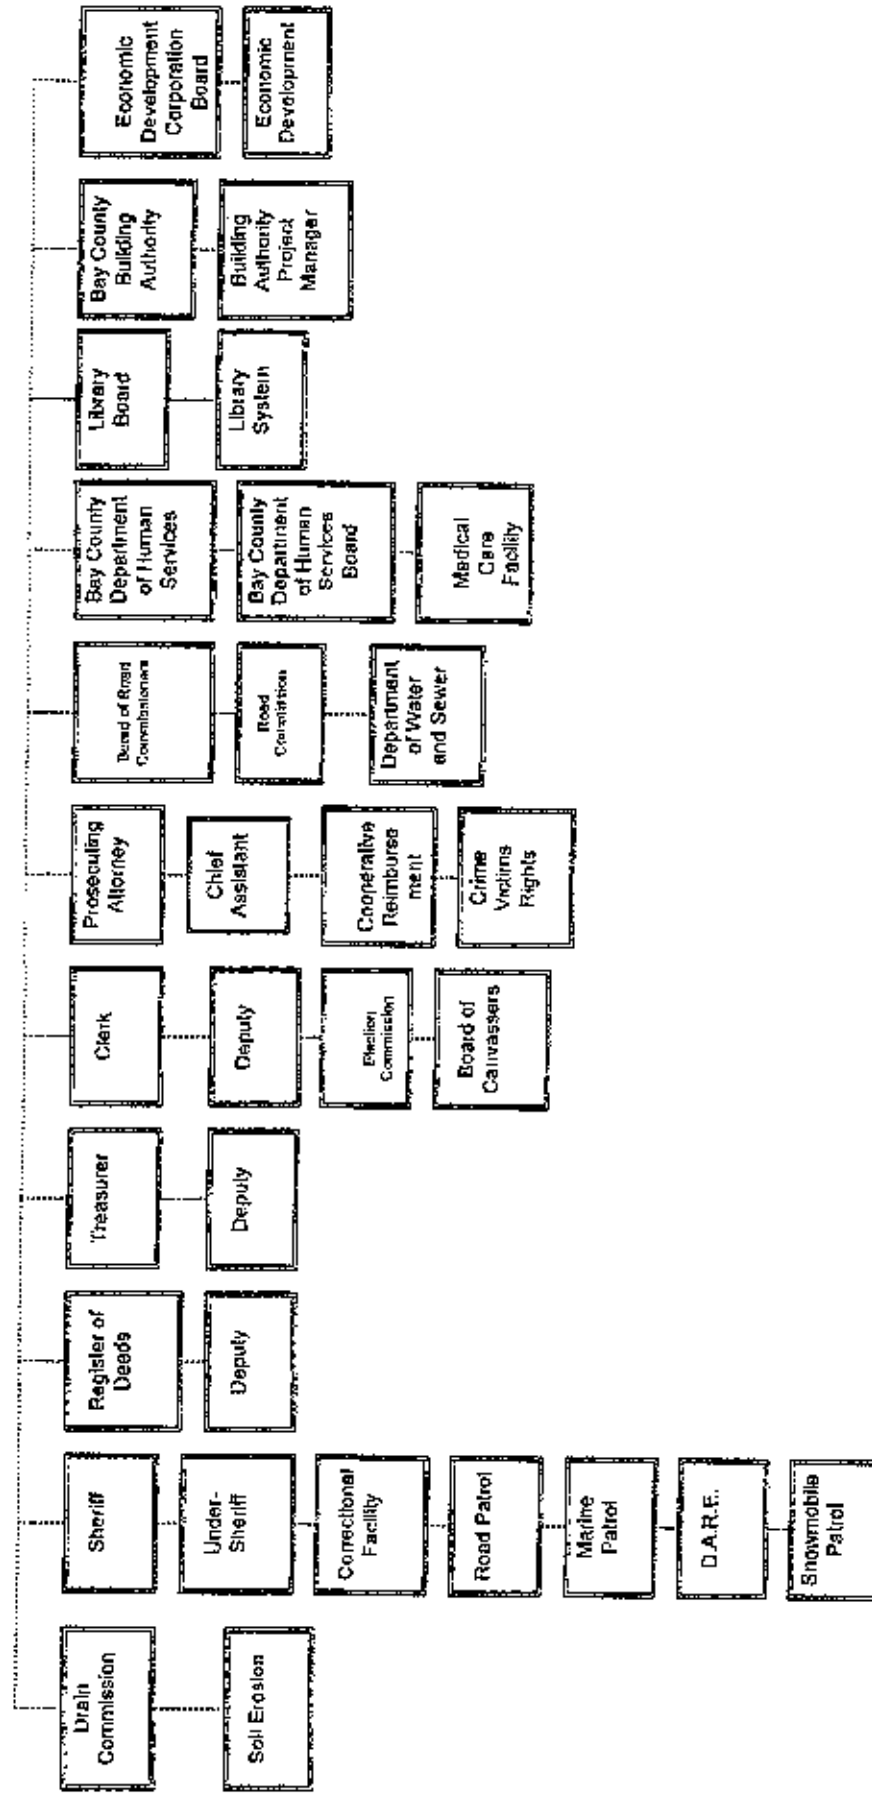 Drain
Commission
Soil Erosion
Sheriff
Under-
Sheriff
Correctional
Facility
Road Patrol
Marine
Patrol
D.A.R.E.
Snowmobile
Patrol
Register of
Deeds
Deputy
Treasurer
Deputy
Clerk
Deputy
Election
Commission
Board of
Canvassers
Prosecuting
Attorney
Chief
Assistant
Cooperative
Reimburse
ment
Crime
Victims
Rights
Board of Road
Commissioners
Road
Commission
Department
of Water
and Sewer
Bay County
Department
of Human
Services
Bay County
Department
of Human
Services
Board
Medical
Care
Facility
Library
Board
Library
System
Bay County
Building
Authority
Building
Authority
Project
Manager
Economic
Development
Corporation
Board
Economic
Development